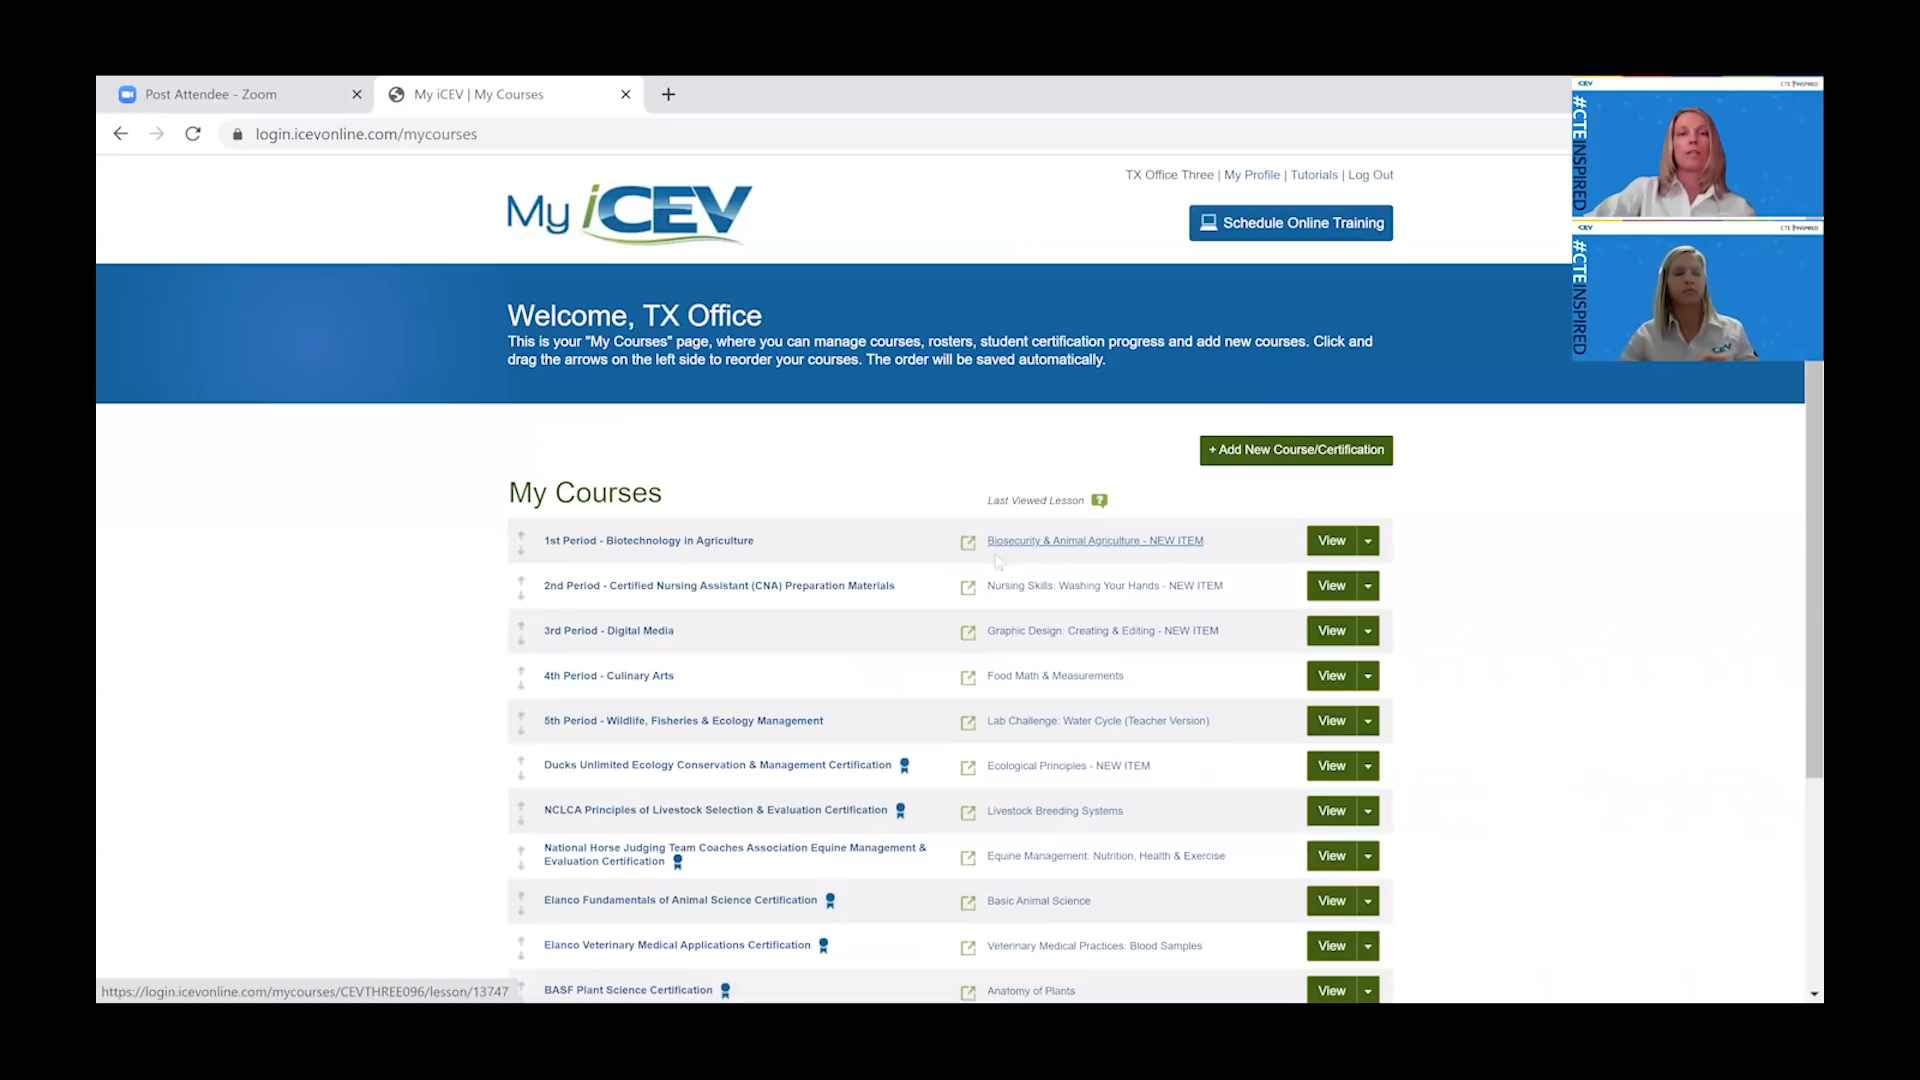 Post Attendee - Zoom
My iCEV | My Courses
login.icevonline.com/mycourses
CEV
CTE INSPIRED
#CTEINSPIRED
TX Office Three | My Profile | Tutorials | Log Out
My iCEV
Schedule Online Training
CEV
CTE INSPIRED
#CTEINSPIRED
CEV
Welcome, TX Office
This is your "My Courses" page, where you can manage courses, rosters, student certification progress and add new courses. Click and
drag the arrows on the left side to reorder your courses. The order will be saved automatically.
+ Add New Course/Certification
My Courses
Last Viewed Lesson ?
1st Period - Biotechnology in Agriculture Biosecurity & Animal Agriculture - NEW ITEM View
2nd Period - Certified Nursing Assistant (CNA) Preparation Materials Nursing Skills: Washing Your Hands - NEW ITEM View
3rd Period - Digital Media Graphic Design: Creating & Editing - NEW ITEM View
4th Period - Culinary Arts Food Math & Measurements View
5th Period - Wildlife, Fisheries & Ecology Management Lab Challenge: Water Cycle (Teacher Version) View
Ducks Unlimited Ecology Conservation & Management Certification Ecological Principles - NEW ITEM View
NCLCA Principles of Livestock Selection & Evaluation Certification Livestock Breeding Systems View
National Horse Judging Team Coaches Association Equine Management &
Evaluation Certification Equine Management: Nutrition, Health & Exercise View
Elanco Fundamentals of Animal Science Certification Basic Animal Science View
Elanco Veterinary Medical Applications Certification Veterinary Medical Practices: Blood Samples View
BASF Plant Science Certification Anatomy of Plants View
https://login.icevonline.com/mycourses/CEVTHREE096/lesson/13747